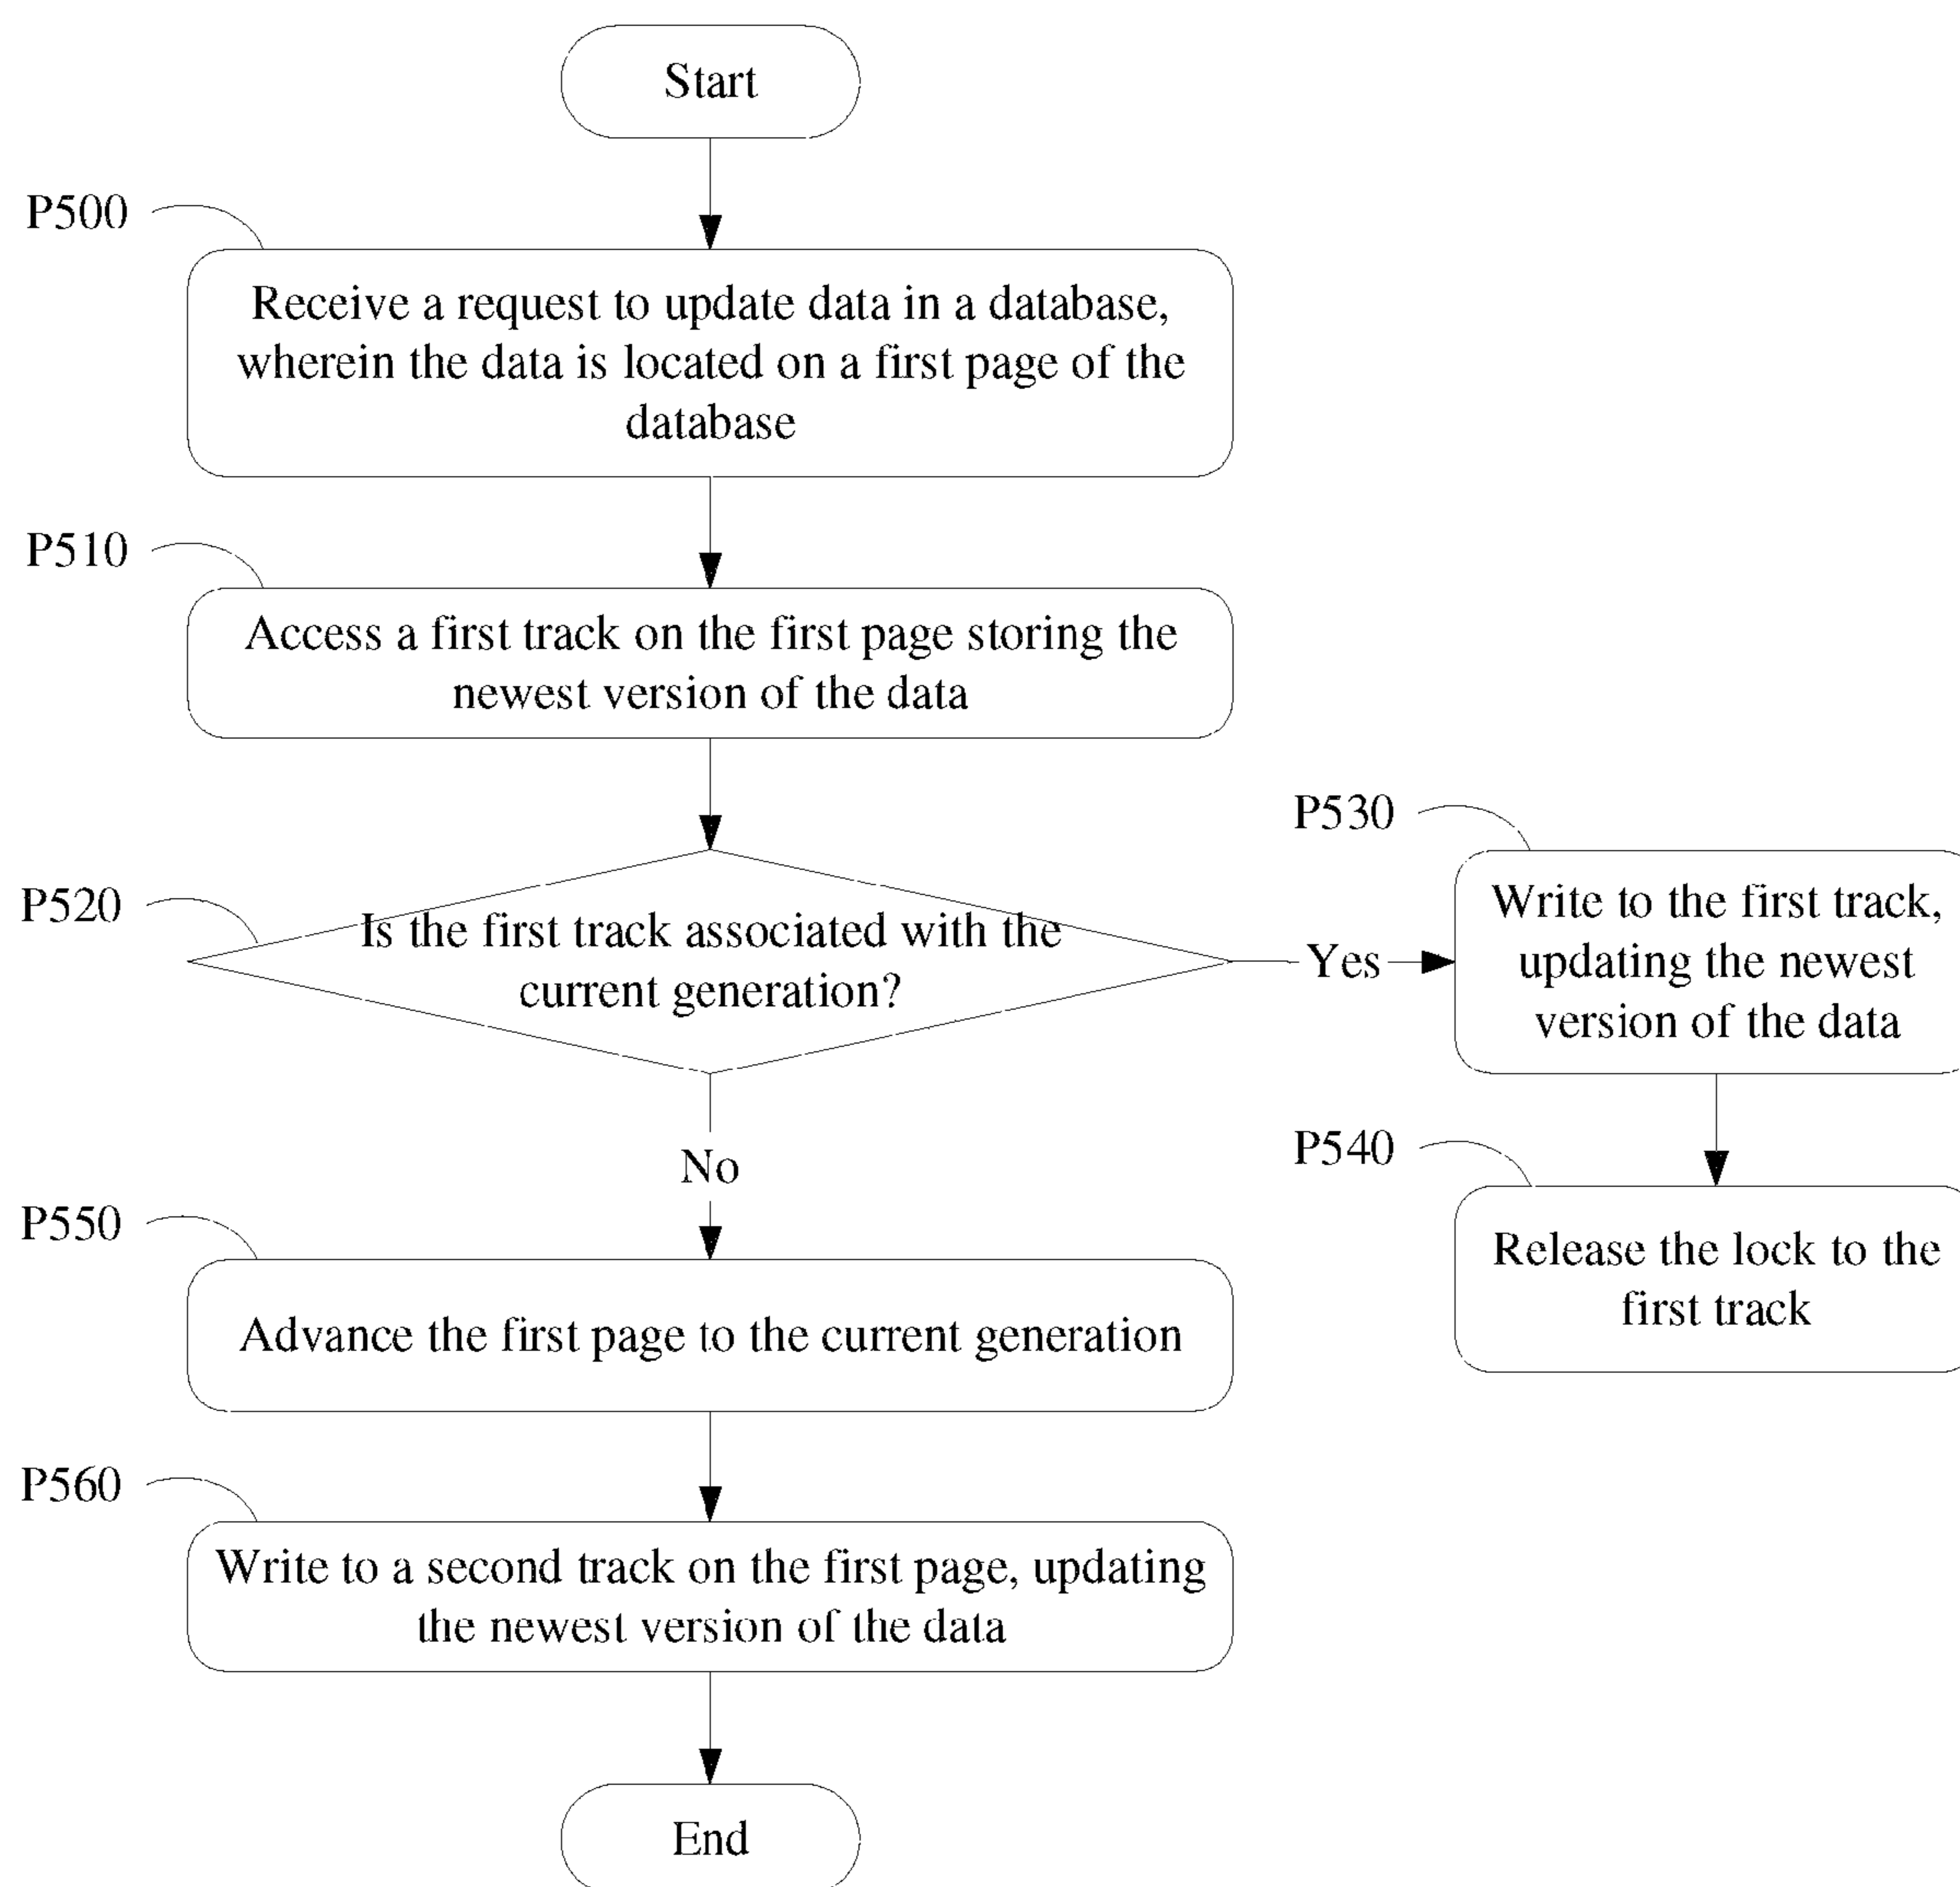 Start
P500
Receive a request to update data in a database,
wherein the data is located on a first page of the
database
P510
Access a first track on the first page storing the
newest version of the data
P520
Is the first track associated with the
current generation?
Yes
P530
Write to the first track,
updating the newest
version of the data
P540
Release the lock to the
first track
No
P550
Advance the first page to the current generation
P560
Write to a second track on the first page, updating
the newest version of the data
End